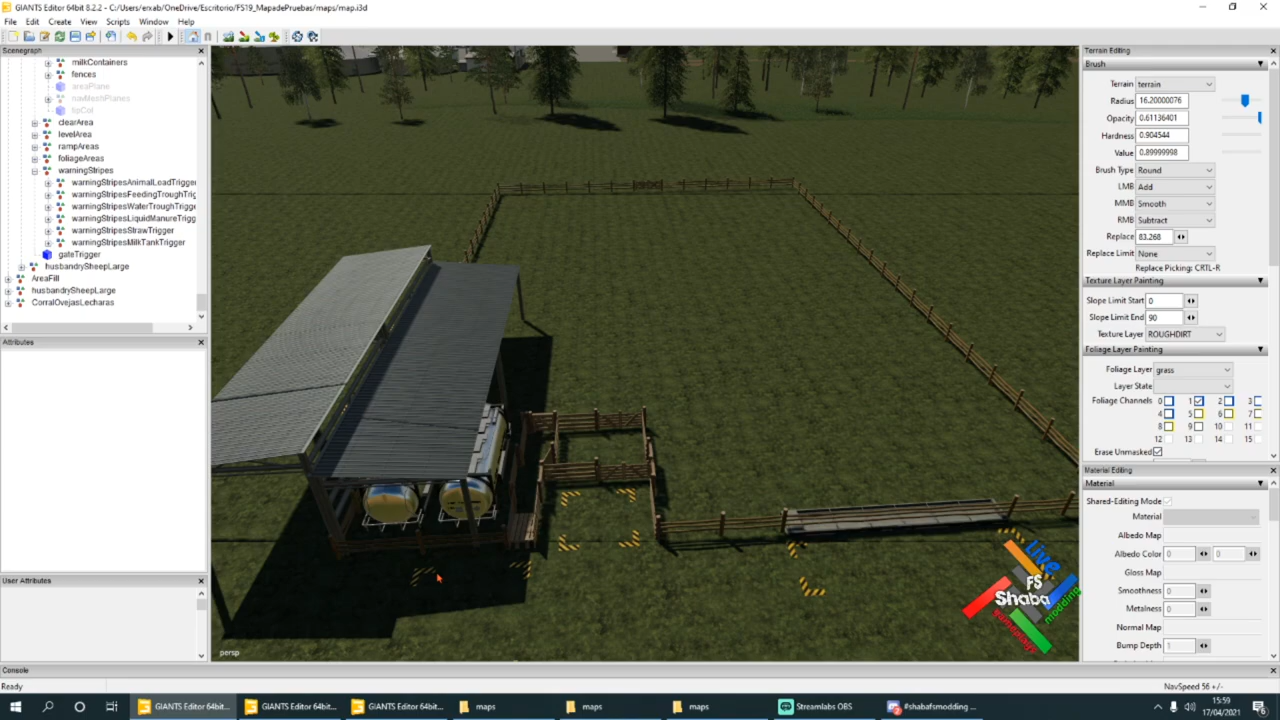 GIANTS Editor 64bit 8.2.2 - C:/Users/erxab/OneDrive/Escritorio/FS19_MapadePruebas/maps/map.i3d
File Edit Create View Scripts Window Help
Scenegraph
milkContainers
fences
areaPlane
navMeshPlanes
tipCol
clearArea
levelArea
rampAreas
foliageAreas
warningStripes
warningStripesAnimalLoadTrigger
warningStripesFeedingTroughTrig
warningStripesWaterTroughTrigge
warningStripesLiquidManureTrigg
warningStripesStrawTrigger
warningStripesMilkTankTrigger
gateTrigger
husbandrySheepLarge
AreaFill
husbandrySheepLarge
CorralOvejasLecharas
Attributes
User Attributes
persp
Live
FS
Shaba
modding
Terrain Editing
Brush
Terrain terrain
Radius 16.20000076
Opacity 0.61136401
Hardness 0.904544
Value 0.89999998
Brush Type Round
LMB Add
MMB Smooth
RMB Subtract
Replace 83.268
Replace Limit None
Replace Picking: CRTL-R
Texture Layer Painting
Slope Limit Start 0
Slope Limit End 90
Texture Layer ROUGHDIRT
Foliage Layer Painting
Foliage Layer grass
Layer State
Foliage Channels 0 1 2 3
4 5 6 7
8 9 10 11
12 13 14 15
Erase Unmasked
Material Editing
Material
Shared-Editing Mode
Material
Albedo Map
Albedo Color 0 0
Gloss Map
Smoothness 0
Metalness 0
Normal Map
Bump Depth 1
Console
Ready
NavSpeed 56 +/-
GIANTS Editor 64bit... GIANTS Editor 64bit... GIANTS Editor 64bit... maps maps maps Streamlabs OBS #shabafsmodding ...
15:59
17/04/2021
6